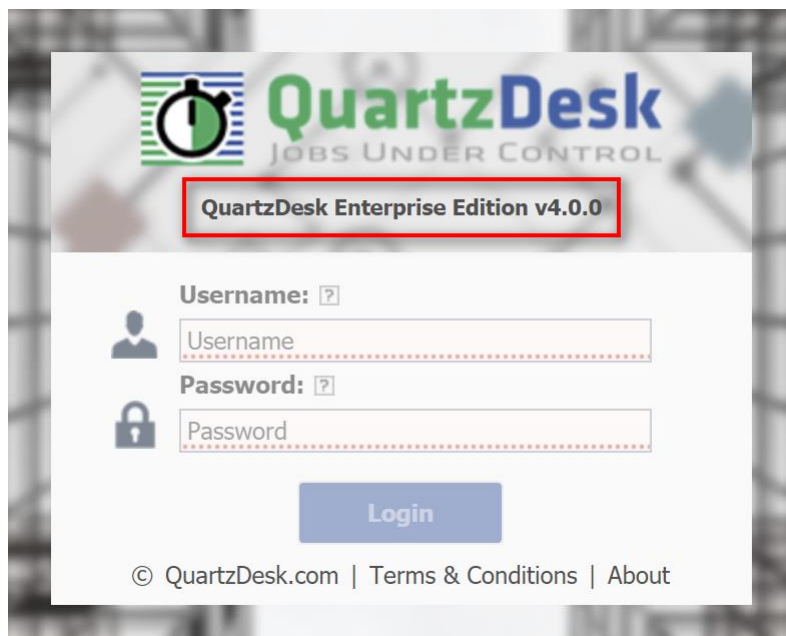 QuartzDesk
JOBS UNDER CONTROL
QuartzDesk Enterprise Edition v4.0.0
Username: ?
Username
Password: ?
Password
Login
© QuartzDesk.com | Terms & Conditions | About